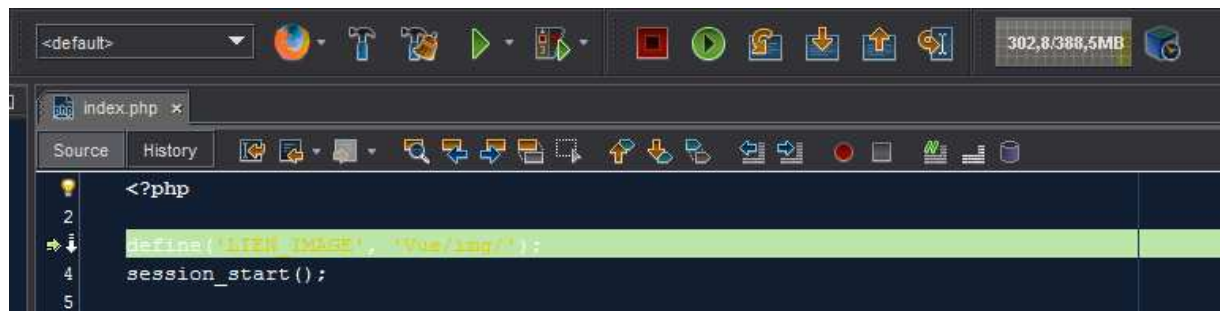 <default>
302,8/388,5MB
index.php
Source History
<?php
2
define('LIEN_IMAGE', 'Vue/img/');
4 session_start();
5